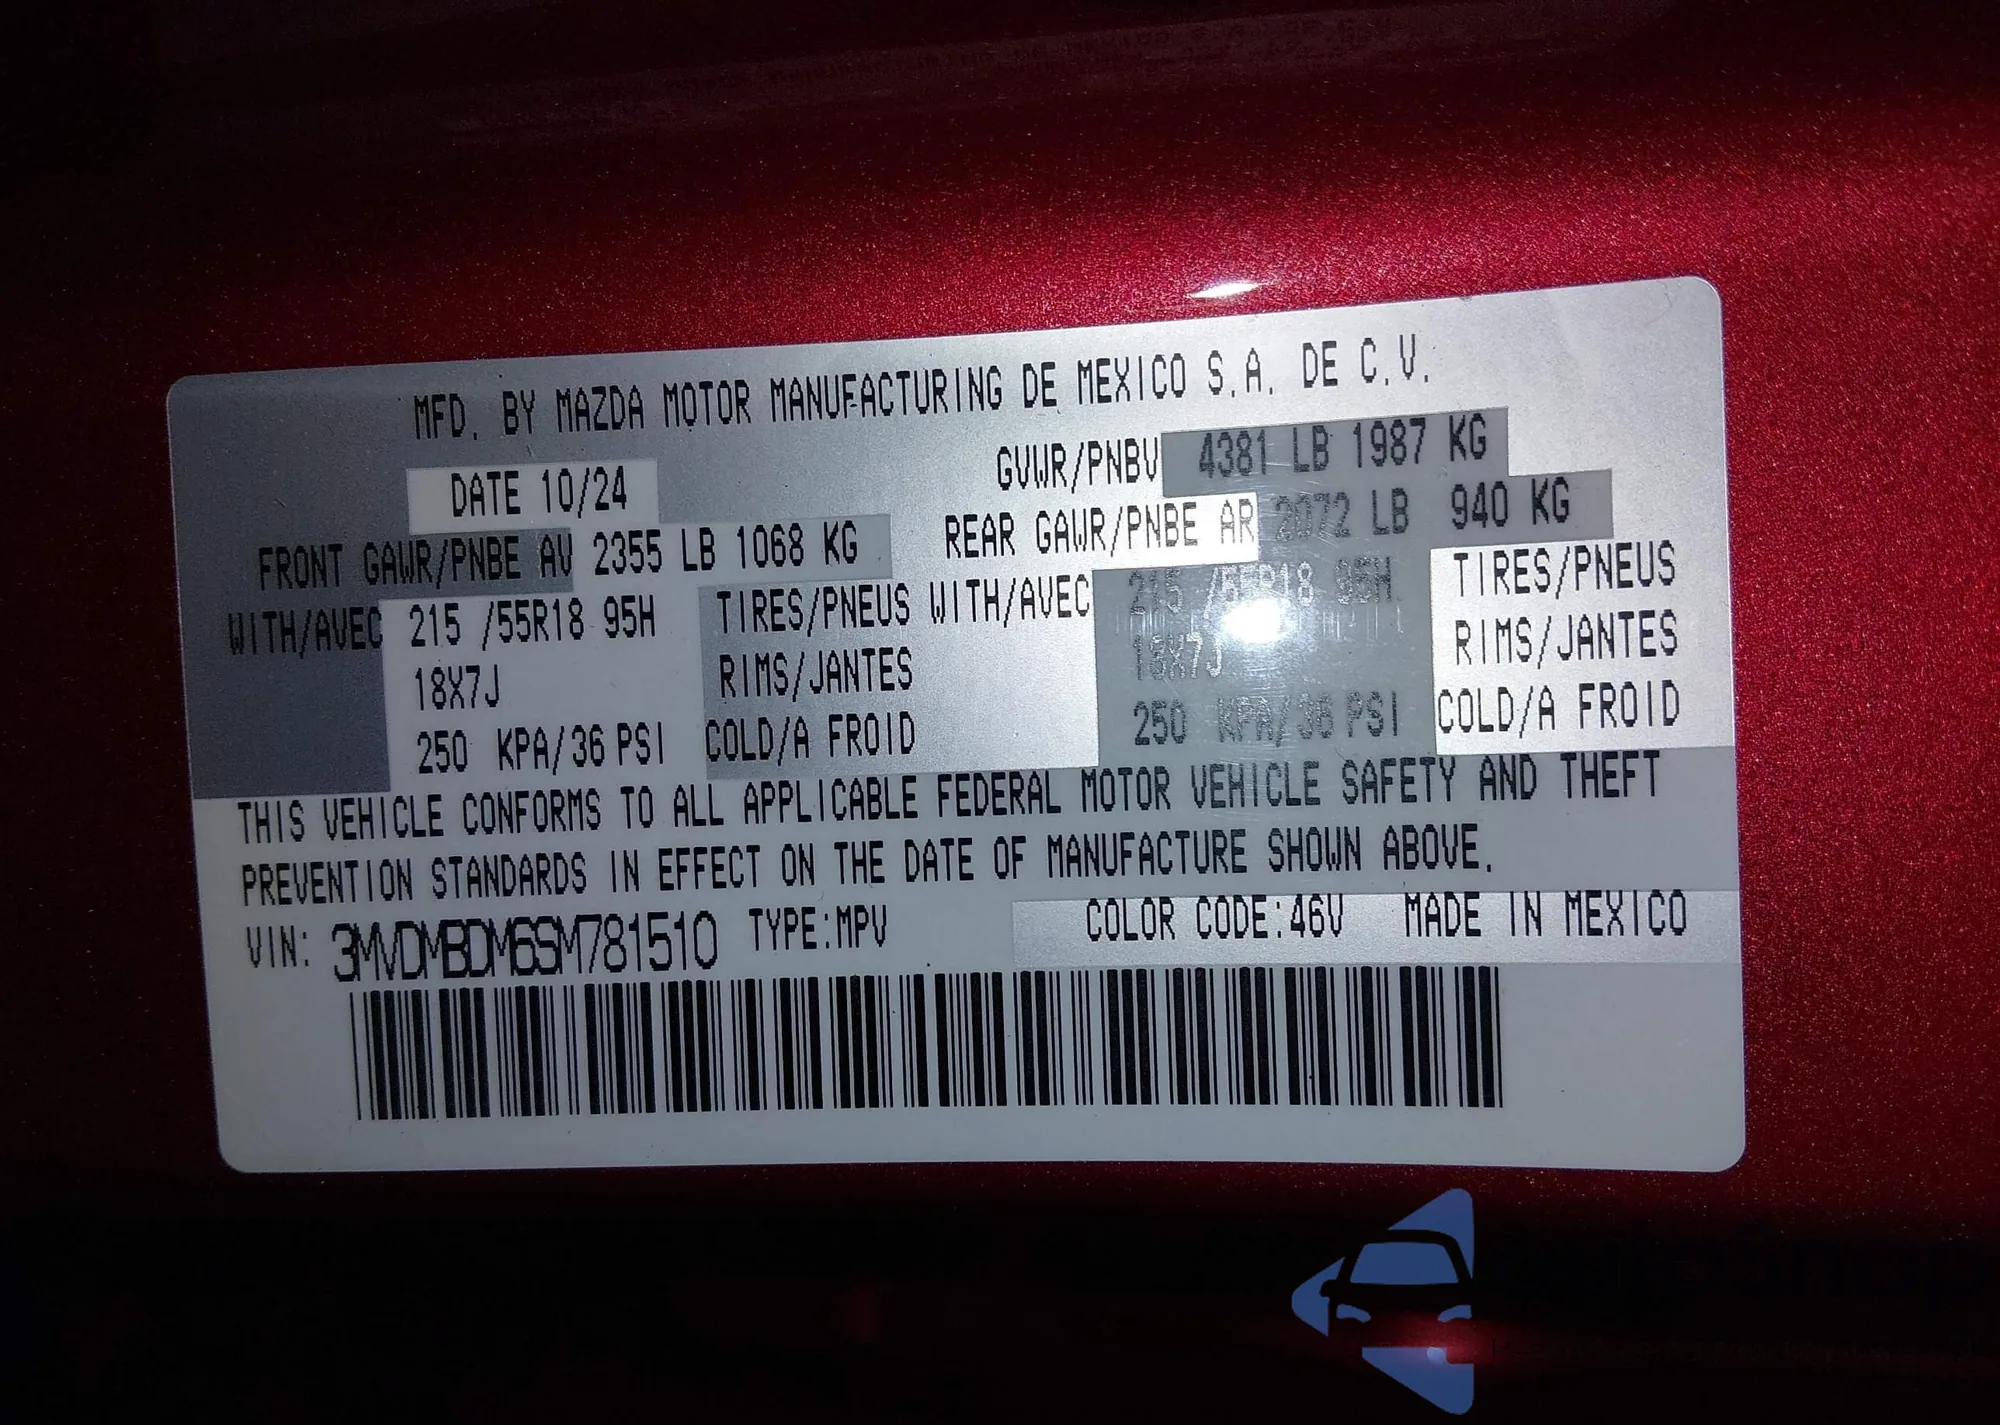 MFD. BY MAZDA MOTOR MANUFACTURING DE MEXICO S.A. DE C.V.
DATE 10/24 GVWR/PNBV 4381 LB 1987 KG
FRONT GAWR/PNBE AV 2355 LB 1068 KG REAR GAWR/PNBE AR 2072 LB 940 KG
WITH/AVEC 215 /55R18 95H TIRES/PNEUS WITH/AVEC 215 /55R18 95H TIRES/PNEUS
18X7J RIMS/JANTES 18X7J RIMS/JANTES
250 KPA/36 PSI COLD/A FROID 250 KPA/36 PSI COLD/A FROID
THIS VEHICLE CONFORMS TO ALL APPLICABLE FEDERAL MOTOR VEHICLE SAFETY AND THEFT
PREVENTION STANDARDS IN EFFECT ON THE DATE OF MANUFACTURE SHOWN ABOVE.
VIN: 3MVDMBDM6SM781510 TYPE:MPV COLOR CODE:46V MADE IN MEXICO